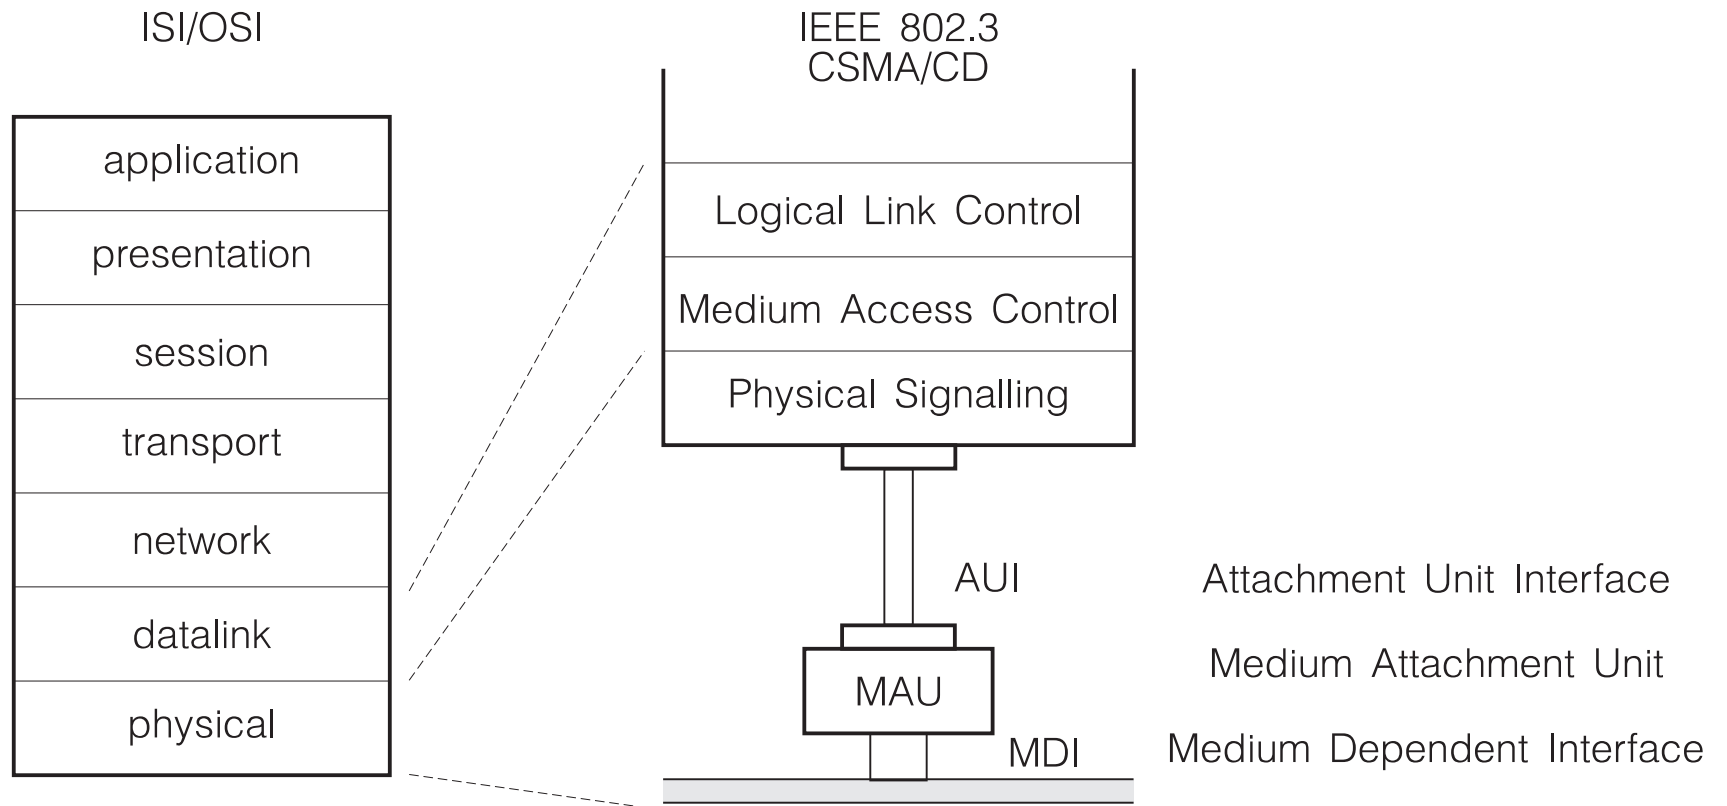 ISI/OSI
application
presentation
session
transport
network
datalink
physical
IEEE 802.3
CSMA/CD
Logical Link Control
Medium Access Control
Physical Signalling
AUI
Attachment Unit Interface
MAU
Medium Attachment Unit
MDI
Medium Dependent Interface